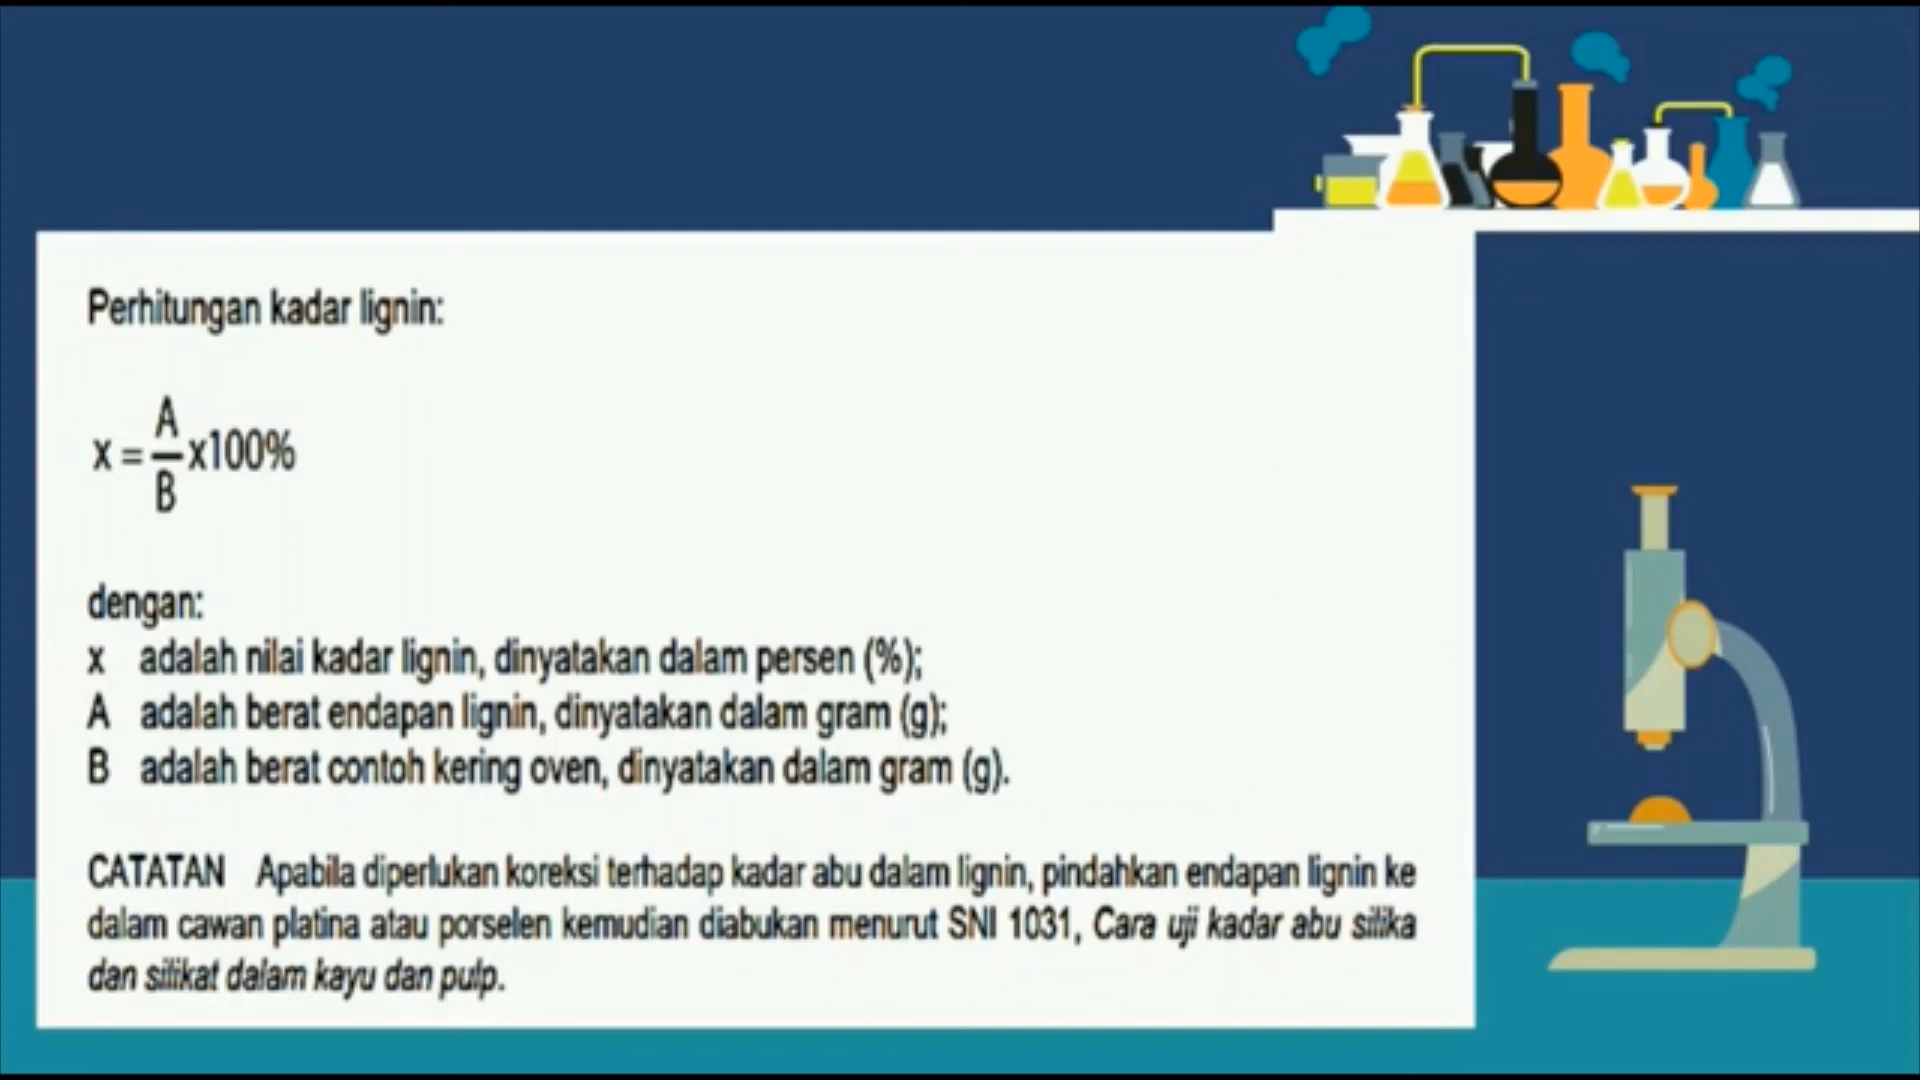 Perhitungan kadar lignin:
x = A/B x100%
dengan:
x adalah nilai kadar lignin, dinyatakan dalam persen (%);
A adalah berat endapan lignin, dinyatakan dalam gram (g);
B adalah berat contoh kering oven, dinyatakan dalam gram (g).
CATATAN Apabila diperlukan koreksi terhadap kadar abu dalam lignin, pindahkan endapan lignin ke
dalam cawan platina atau porselen kemudian diabukan menurut SNI 1031, Cara uji kadar abu silika
dan silikat dalam kayu dan pulp.